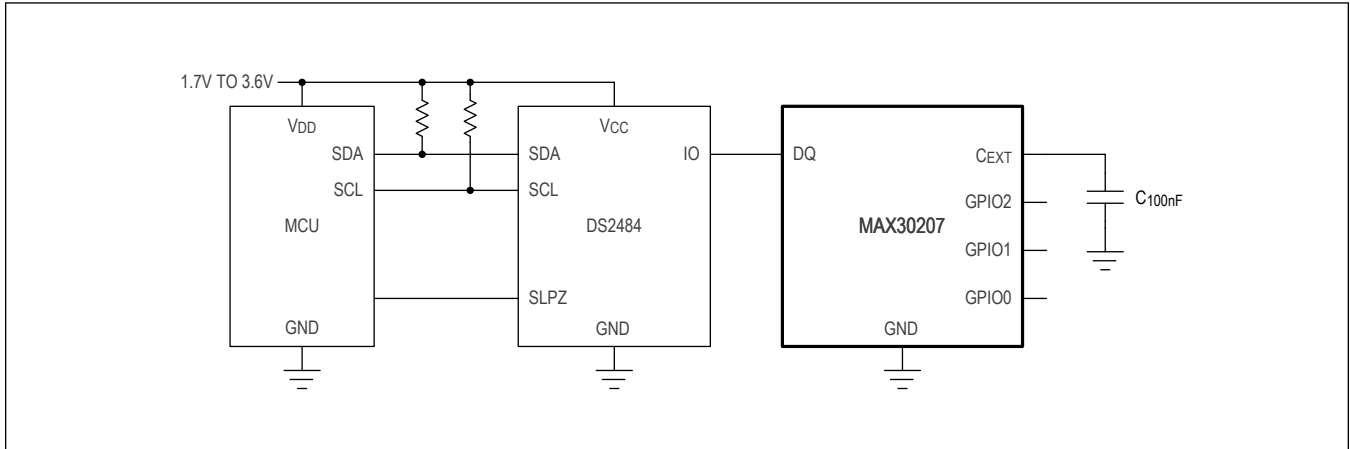 1.7V TO 3.6V
VDD
SDA
SCL
MCU
GND
VCC
SDA
IO
SCL
DS2484
SLPZ
GND
DQ
CEXT
GPIO2
MAX30207
GPIO1
GPIO0
GND
C100nF